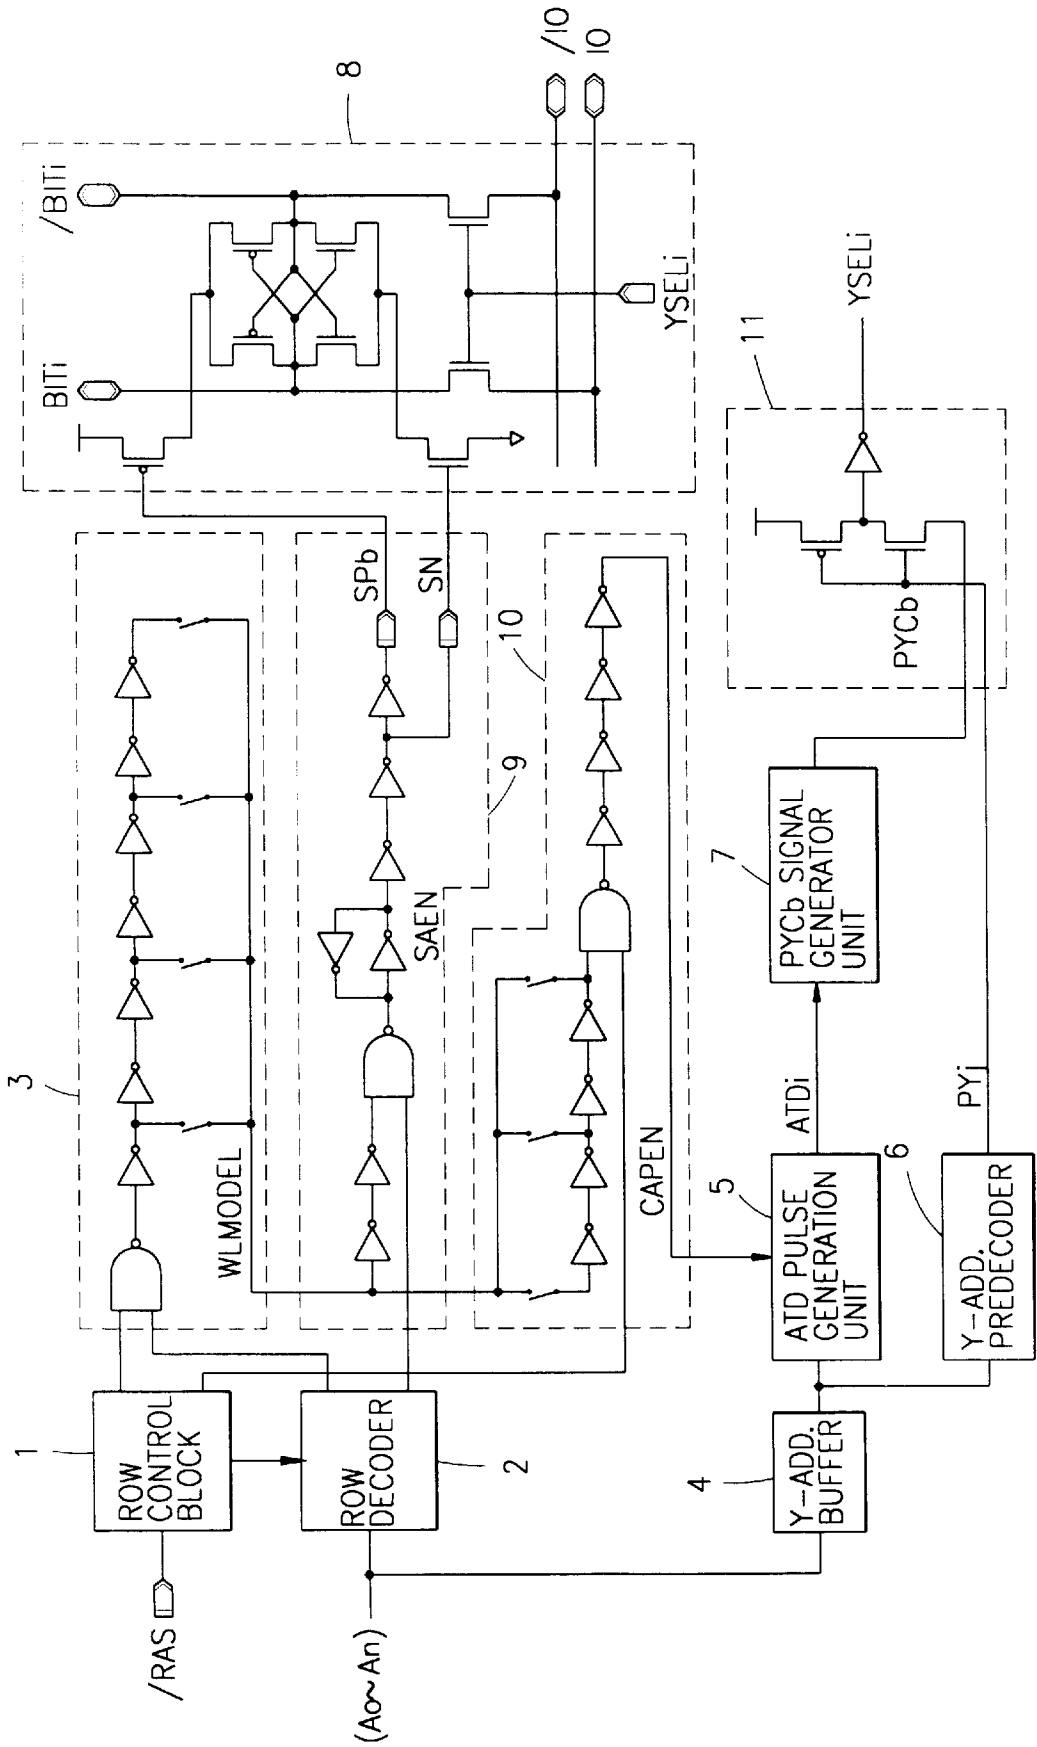 /RAS
1
ROW
CONTROL
BLOCK
3
WLMODEL
(Ao~An)
ROW
DECODER
2
SAEN
9
SPb
SN
10
CAPEN
BITi
/BITi
8
/IO
IO
YSELi
4
Y-ADD.
BUFFER
5
ATD PULSE
GENERATION
UNIT
ATDi
7
PYCb SIGNAL
GENERATOR
UNIT
6
Y-ADD.
PREDECODER
PYj
11
PYCb
YSELi